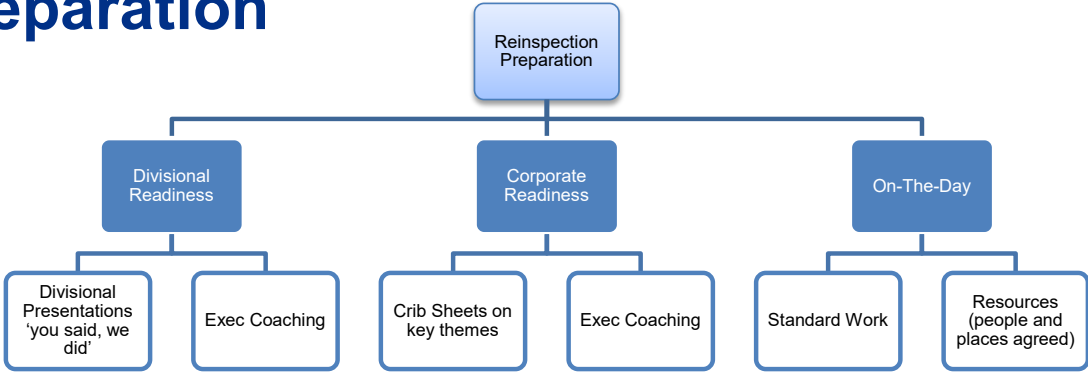 eparation
Reinspection
Preparation
Divisional
Readiness
Corporate
Readiness
On-The-Day
Divisional
Presentations
‘you said, we
did’
Exec Coaching
Crib Sheets on
key themes
Exec Coaching
Standard Work
Resources
(people and
places agreed)